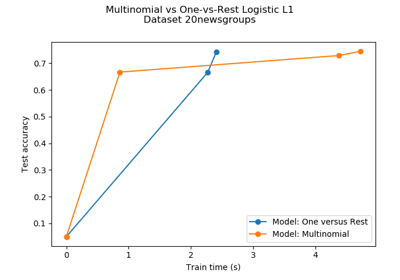 Multinomial vs One-vs-Rest Logistic L1
Dataset 20newsgroups
0.7
0.6
0.5
0.4
0.3
0.2
0.1
Test accuracy
Model: One versus Rest
Model: Multinomial
0 1 2 3 4
Train time (s)